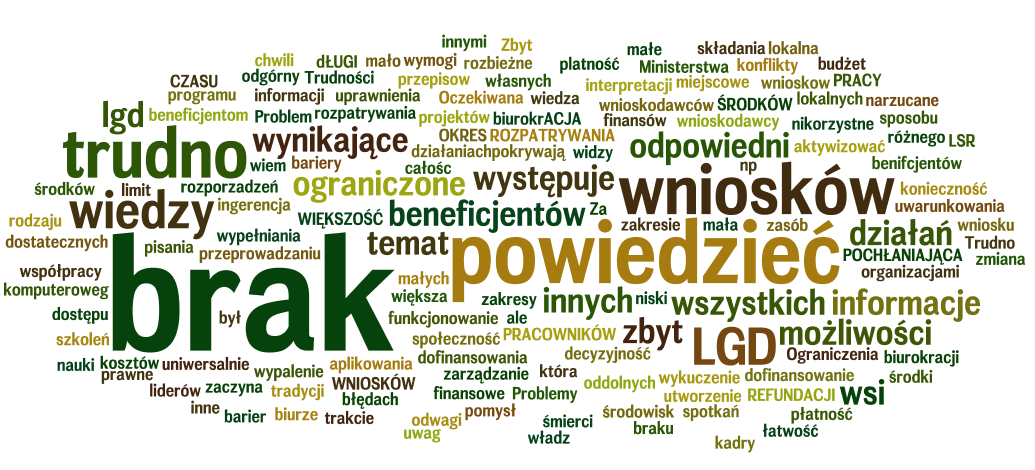 innymi Zbyt
małe składania lokalna
chwili dŁUGI mało wymogi rozbieżne platność Ministerstwa konflikty budżet
CZASU odgórny Trudności przepisow własnych interpretacji miejscowe wnioskow PRACY
programu informacji uprawnienia Oczekiwana wiedza wnioskodawców ŚRODKÓW lokalnych narzucane
lgd beneficjentom Problem rozpatrywania projektów biurokrACJA finansów wnioskodawcy nikorzystne sposobu
trudno wynikające OKRES ROZPATRYWANIA odpowiedni aktywizować różnego LSR
działaniachpokrywają
wiem bariery całośc widzy np benifcjentów
środków limit rozporządzeń ograniczone występuje wniosków konieczność
wiedzy ingerencja uwarunkowania
rodzaju WIĘKSZOŚĆ beneficjentów Za zakresie mała zasób wniosku
dostatecznych pisania wypełniania temat powiedzieć działań Trudno
przeprowadzaniu POCHŁANIAJĄCA zmiana
współpracy brak małych organizacjami
komputeroweg większa zakresy innych niski wszystkich informacje
dostępu był funkcjonowanie ale
szkoleń społeczność PRACOWNIKÓW zbyt LGD możliwości
nauki kosztów uniwersalnie dofinansowania decyzyjność Ograniczenia biurokracji
prawne wypalenie aplikowania zarządzanie która oddolnych wykuczenie dofinansowanie środki
liderów zaczyna tradycji WNIOSKÓW finansowe Problemy utworzenie REFUNDACJI wsi
błędach
inne barier biurze trakcie odwagi pomysł śmierci środowisk spotkań płatność
uwag władz braku łatwość
kadry